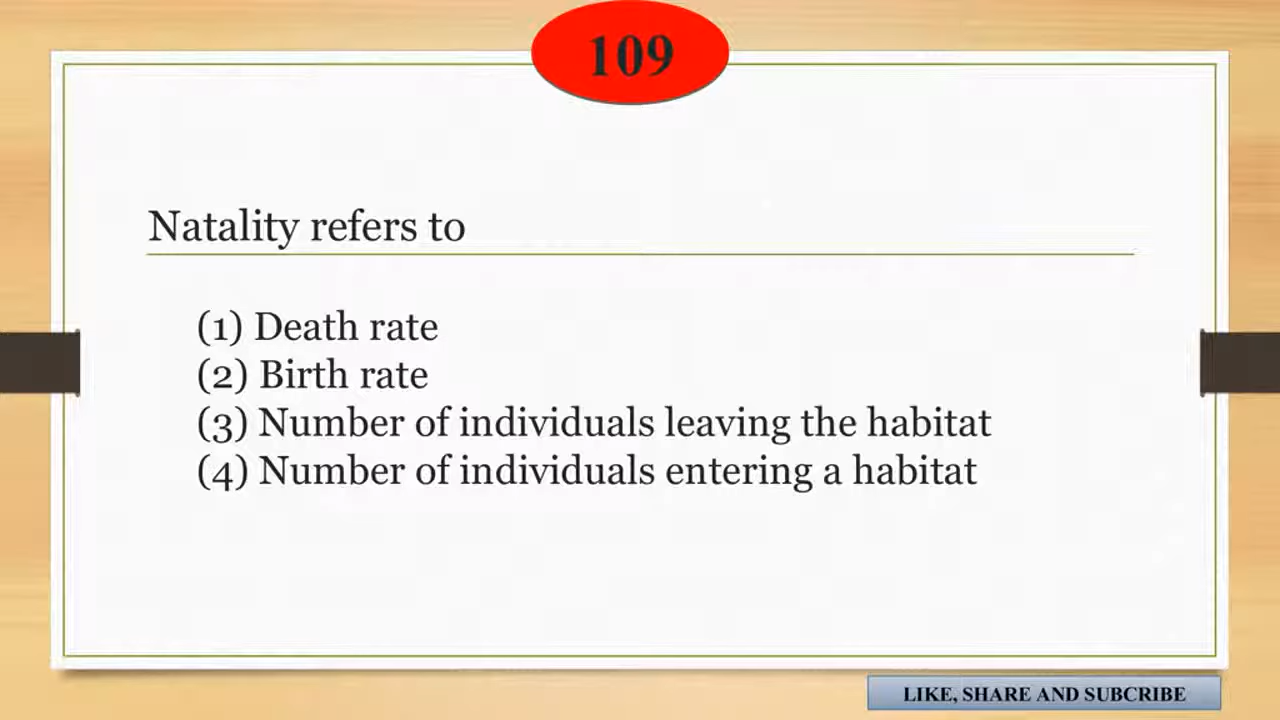 109
Natality refers to
(1) Death rate
(2) Birth rate
(3) Number of individuals leaving the habitat
(4) Number of individuals entering a habitat
LIKE, SHARE AND SUBCRIBE